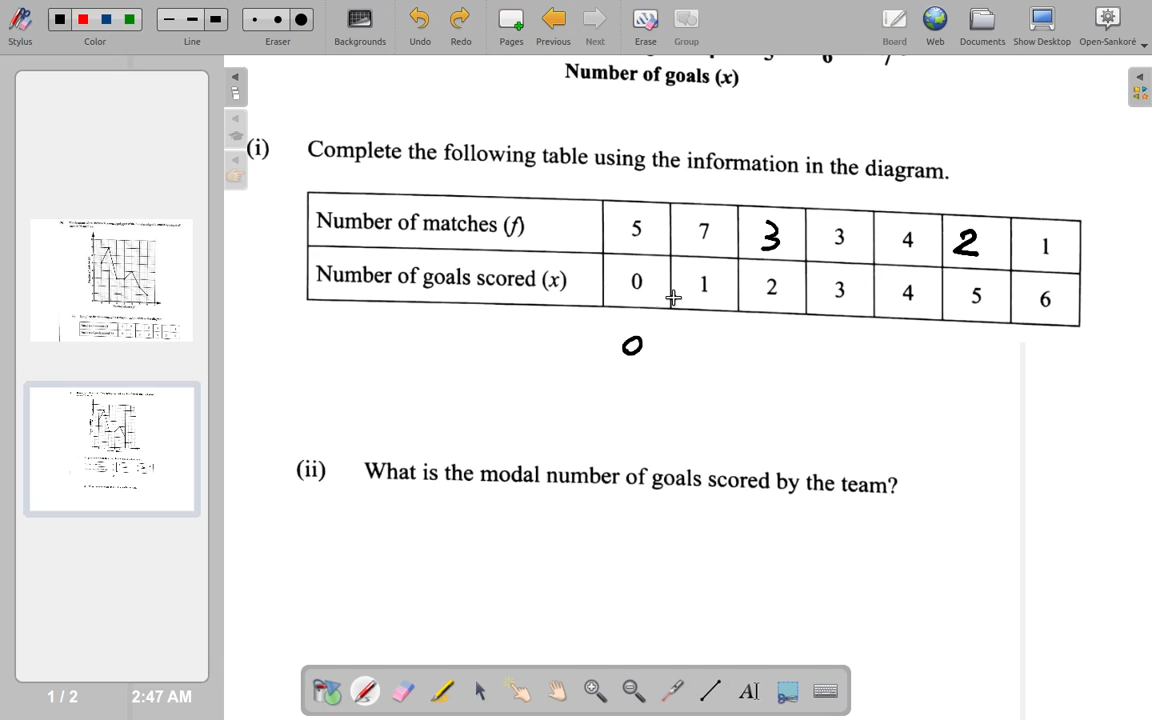 Stylus
Color
Line
Eraser
Backgrounds
Undo
Redo
Pages
Previous
Next
Erase
Group
Board
Web
Documents
Show Desktop
Open-Sankoré
Number of goals (x)
(i) Complete the following table using the information in the diagram.
Number of matches (f) 5 7 3 3 4 2 1
Number of goals scored (x) 0 1 2 3 4 5 6
0
(ii) What is the modal number of goals scored by the team?
1 / 2 2:47 AM